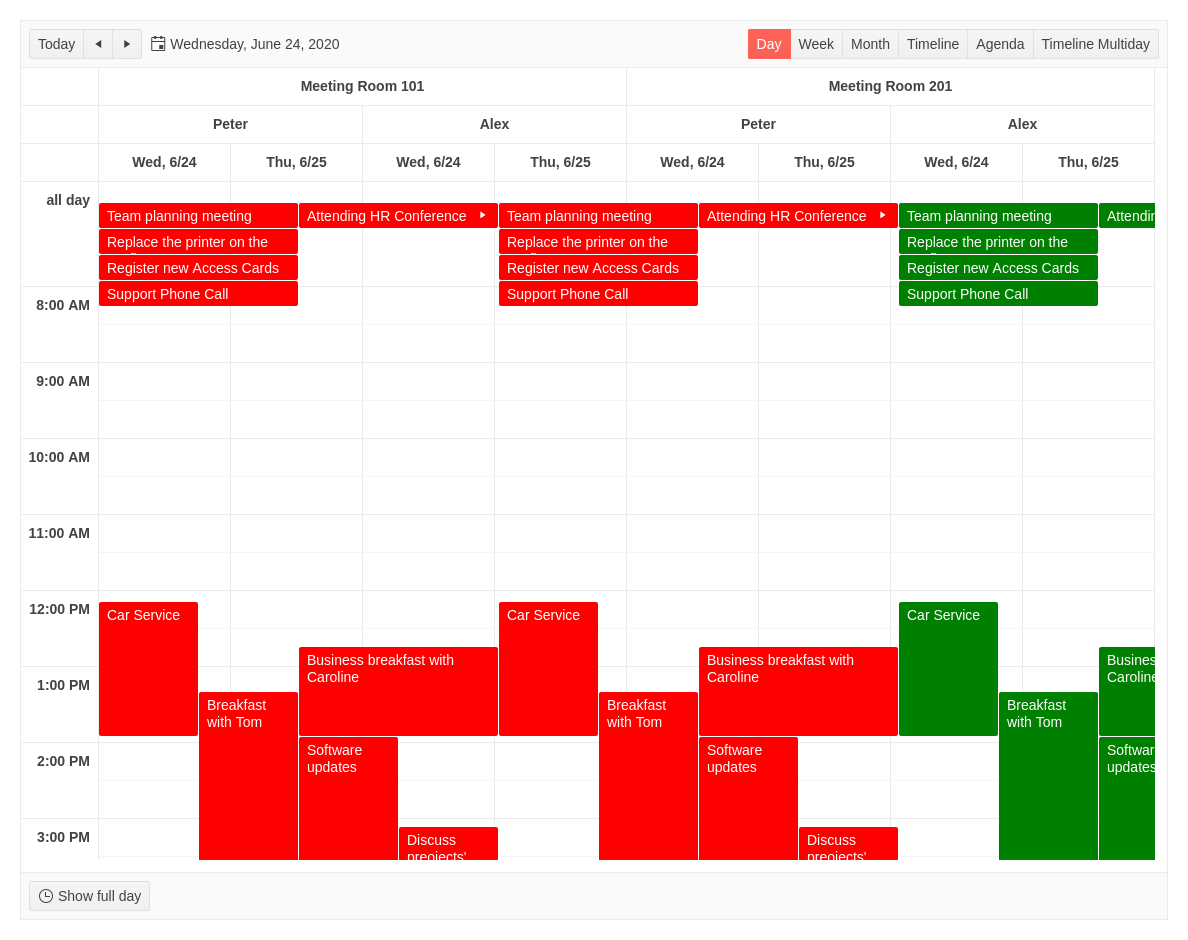 Today
Wednesday, June 24, 2020
Day Week Month Timeline Agenda Timeline Multiday
Meeting Room 101 Meeting Room 201
Peter Alex Peter Alex
Wed, 6/24 Thu, 6/25 Wed, 6/24 Thu, 6/25 Wed, 6/24 Thu, 6/25 Wed, 6/24 Thu, 6/25
all day
Team planning meeting Attending HR Conference Team planning meeting Attending HR Conference Team planning meeting
Replace the printer on the Replace the printer on the Replace the printer on the
Register new Access Cards Register new Access Cards Register new Access Cards
Support Phone Call Support Phone Call Support Phone Call
8:00 AM
9:00 AM
10:00 AM
11:00 AM
12:00 PM
Car Service Car Service Car Service
Business breakfast with Business breakfast with
Caroline Caroline
1:00 PM
Breakfast Breakfast Breakfast
with Tom with Tom with Tom
Software Software
updates updates updates
2:00 PM
3:00 PM
Discuss Discuss
preojects' preojects'
Show full day